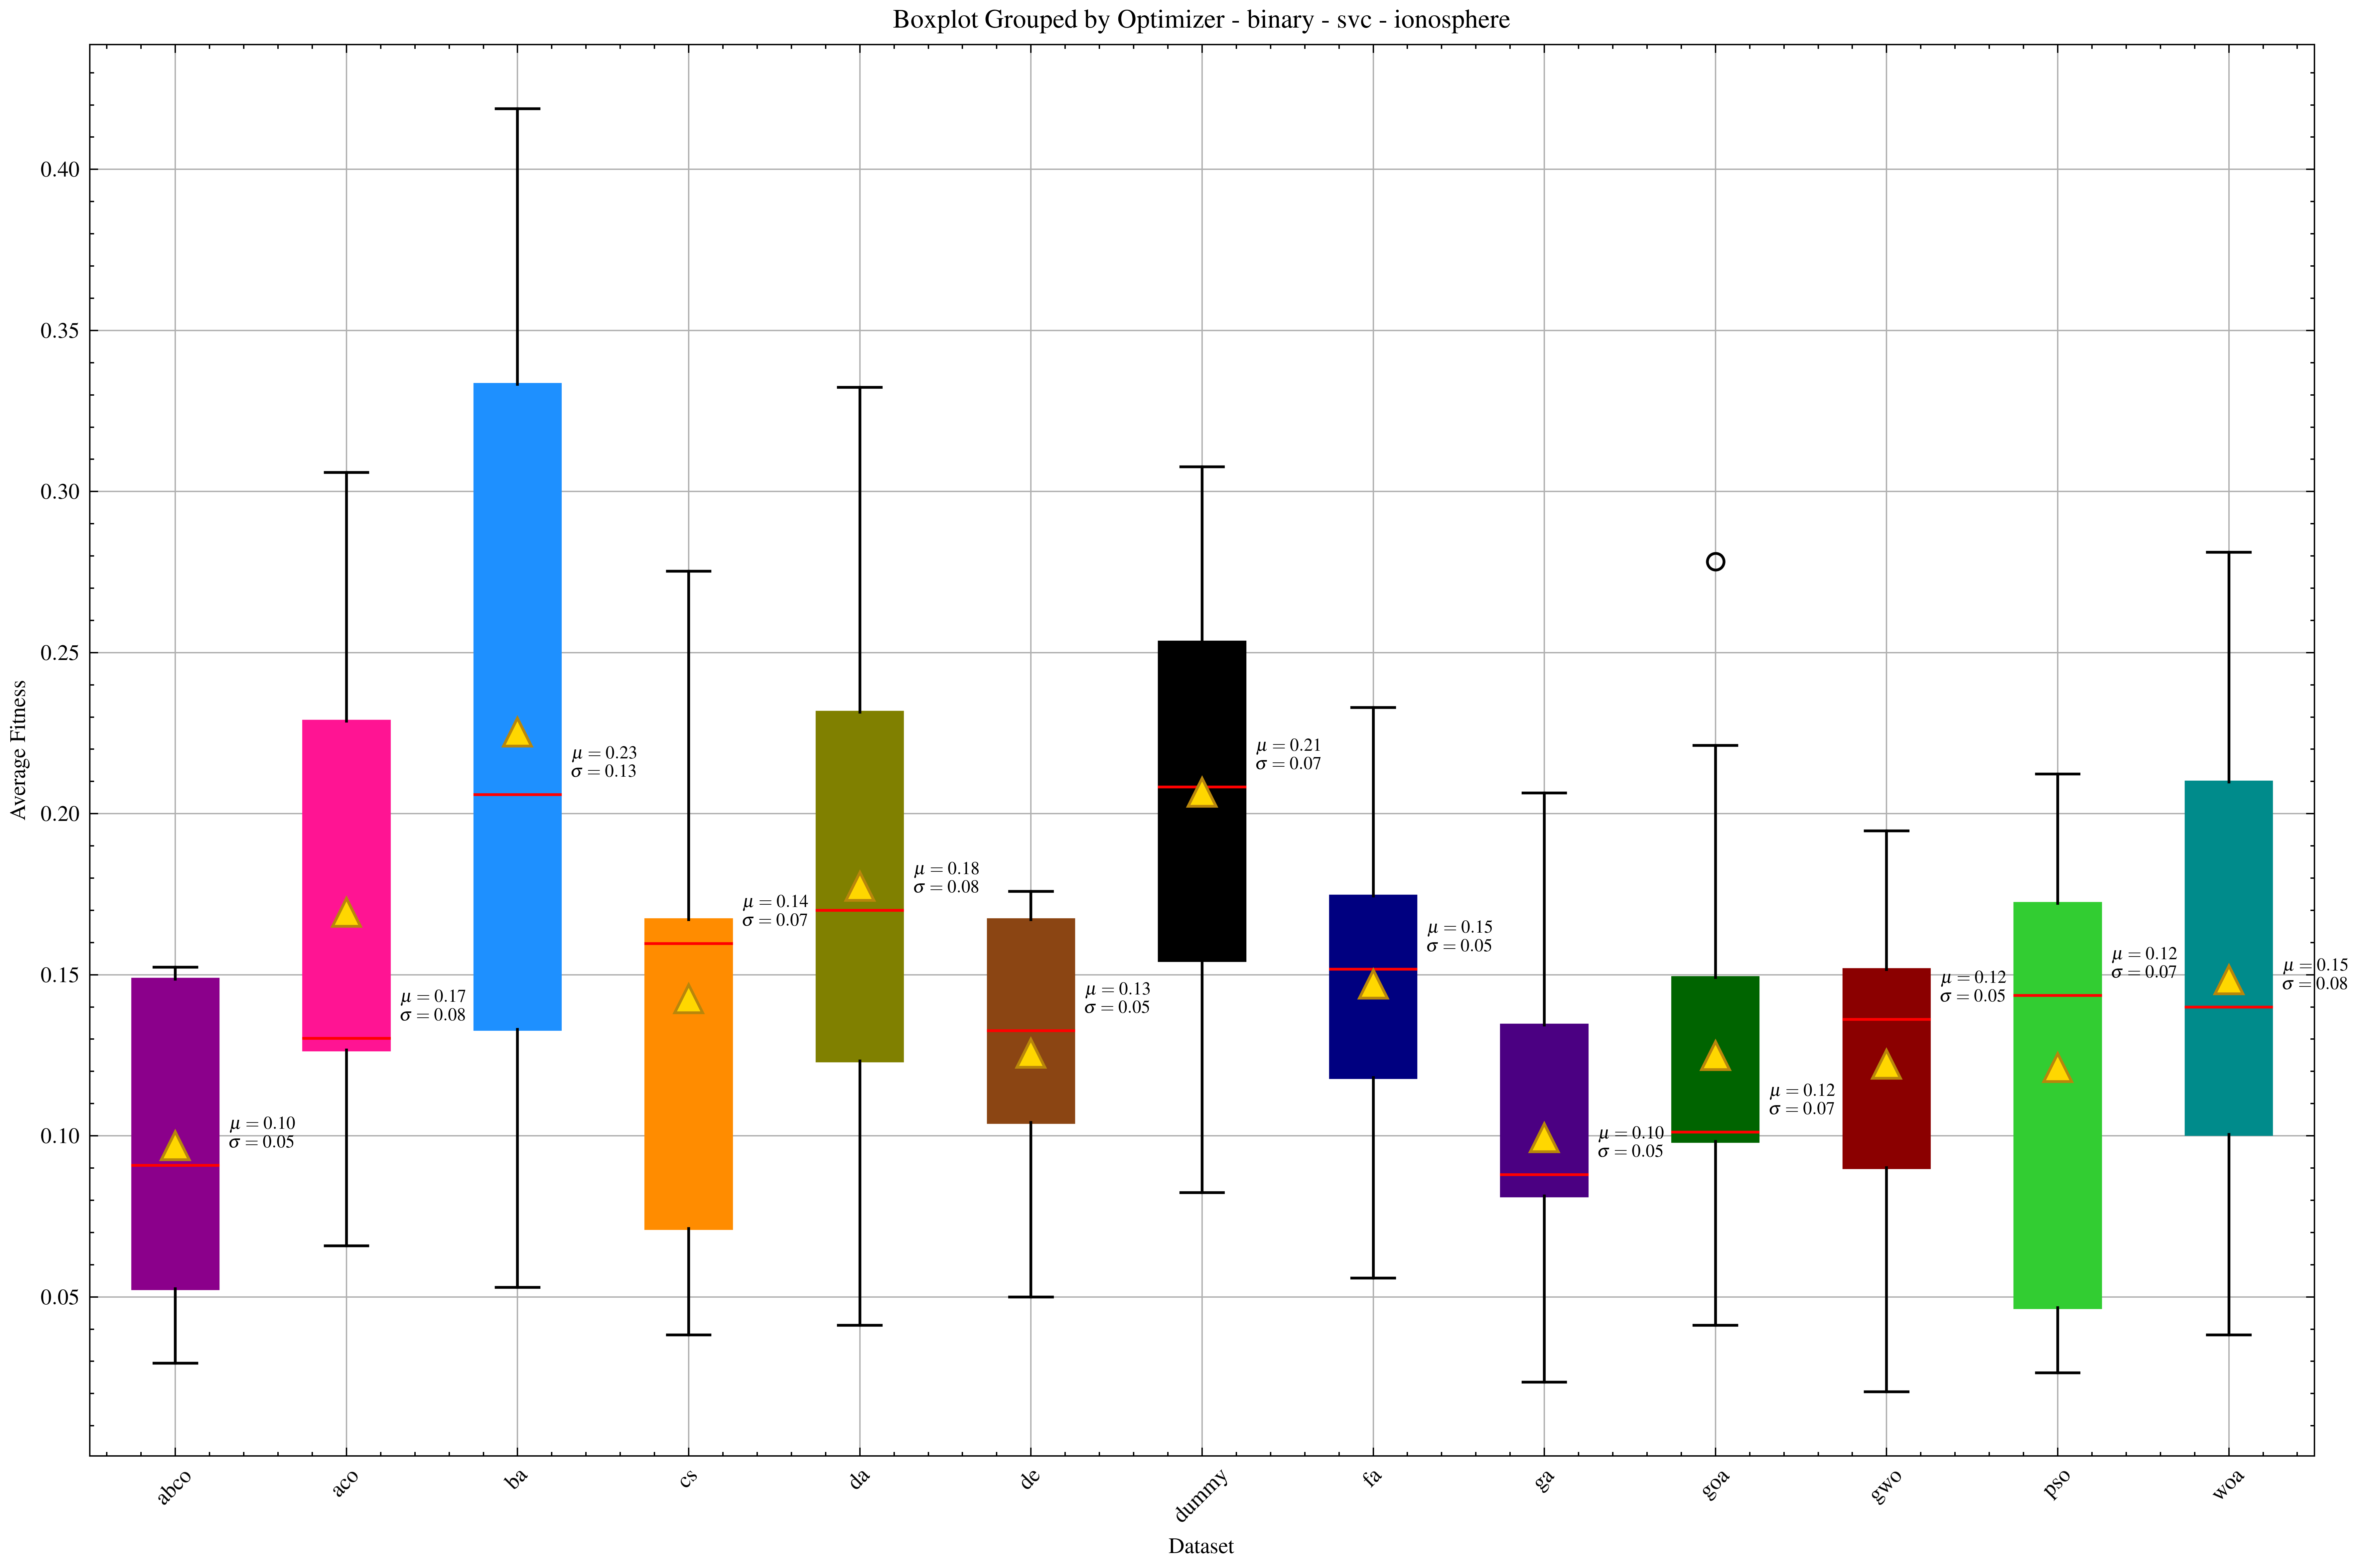 Boxplot Grouped by Optimizer - binary - svc - ionosphere
Average Fitness
0.40
0.35
0.30
0.25
0.20
0.15
0.10
0.05
μ = 0.10
σ = 0.05
μ = 0.17
σ = 0.08
μ = 0.23
σ = 0.13
μ = 0.14
σ = 0.07
μ = 0.18
σ = 0.08
μ = 0.13
σ = 0.05
μ = 0.21
σ = 0.07
μ = 0.15
σ = 0.05
μ = 0.10
σ = 0.05
μ = 0.12
σ = 0.07
μ = 0.12
σ = 0.05
μ = 0.12
σ = 0.07
μ = 0.15
σ = 0.08
abco
aco
ba
cs
da
de
dummy
fa
ga
goa
gwo
pso
woa
Dataset